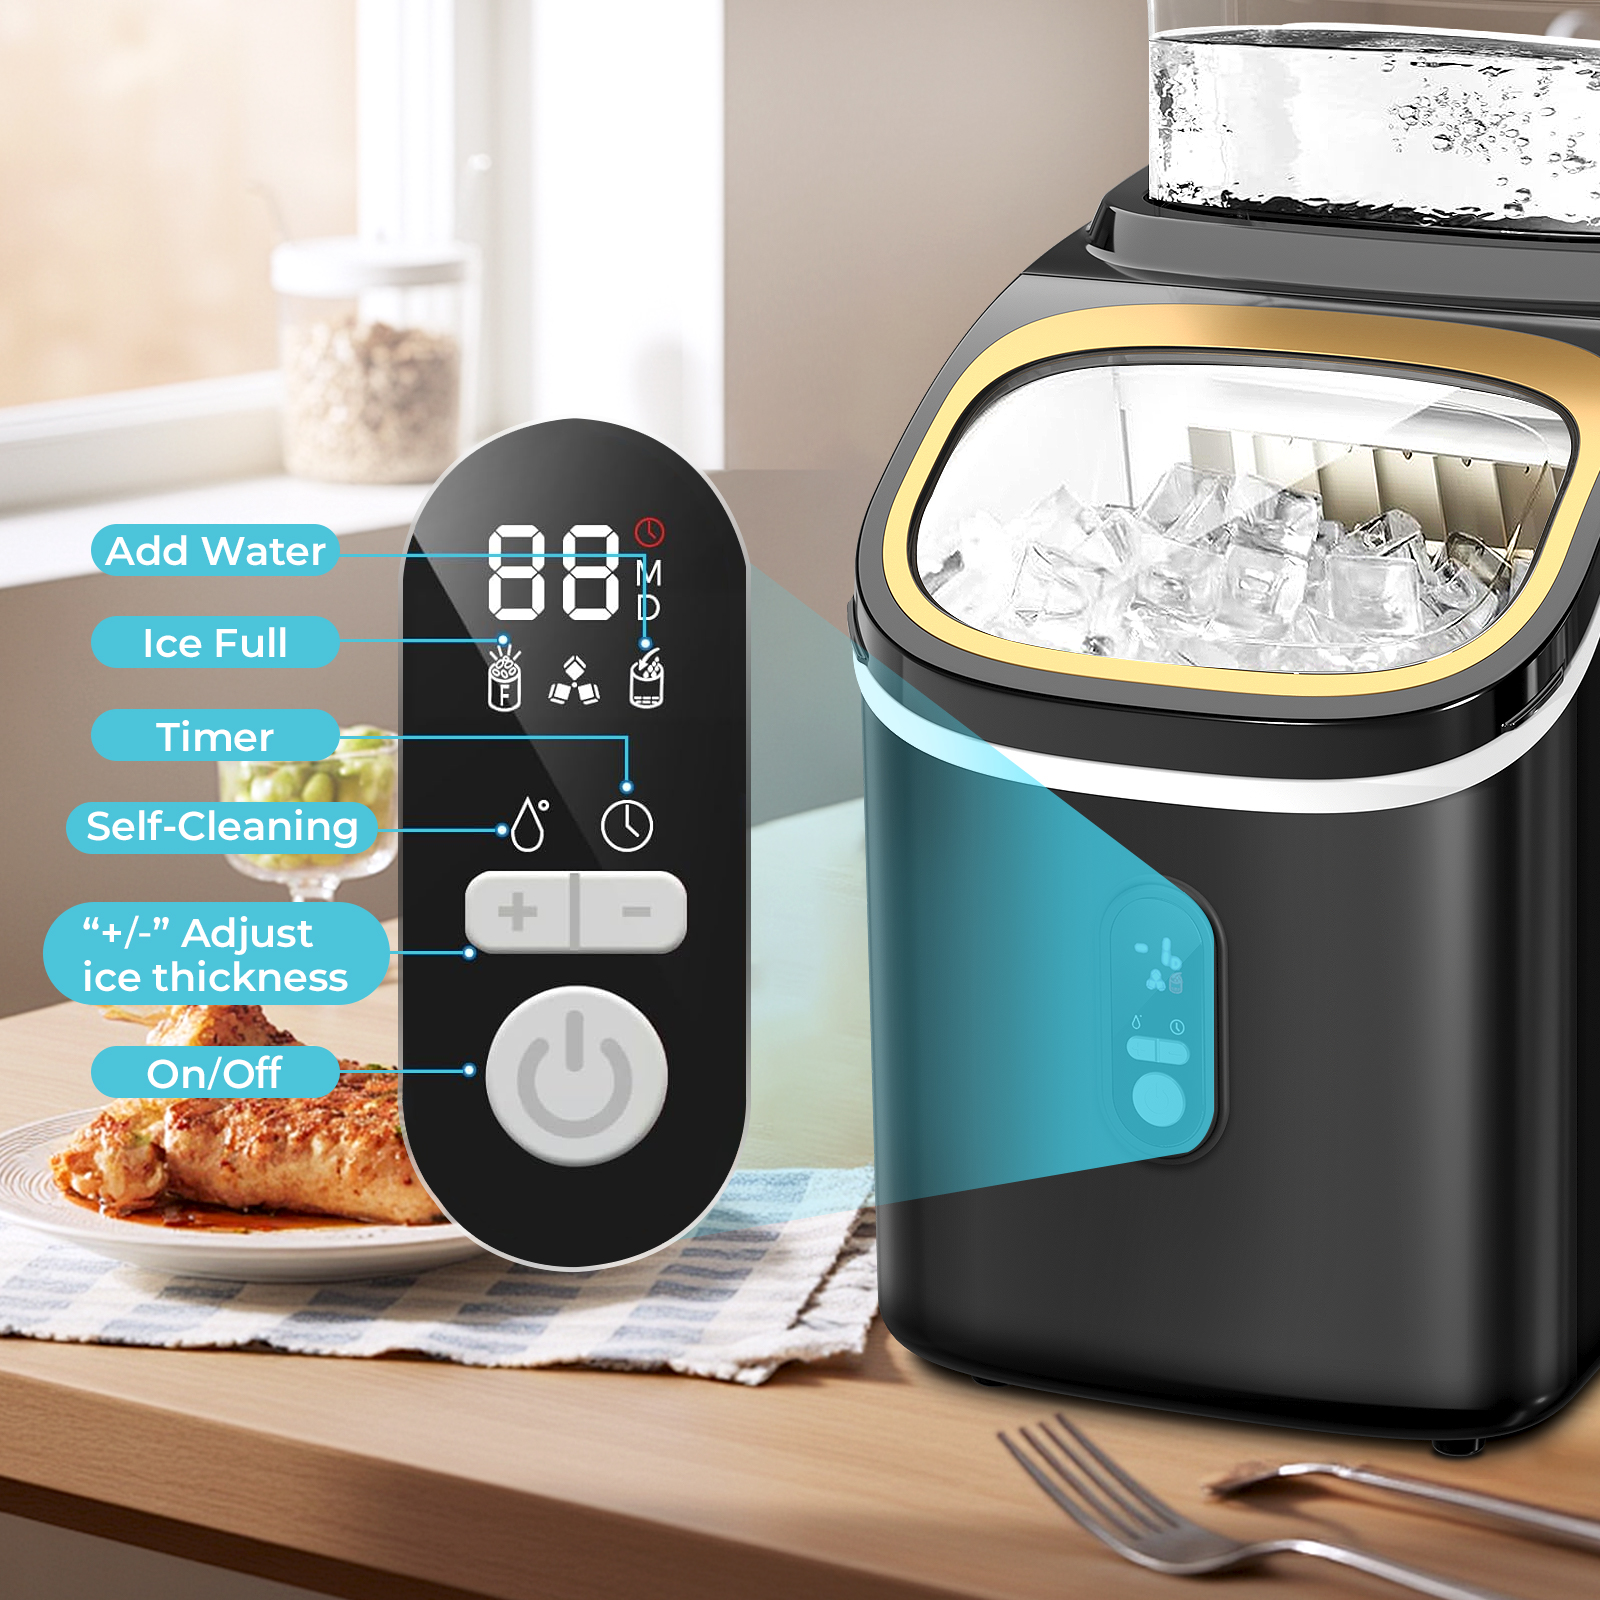 Add Water
Ice Full
Timer
Self-Cleaning
“+/-” Adjust
ice thickness
On/Off
88
M
D
F
+ -